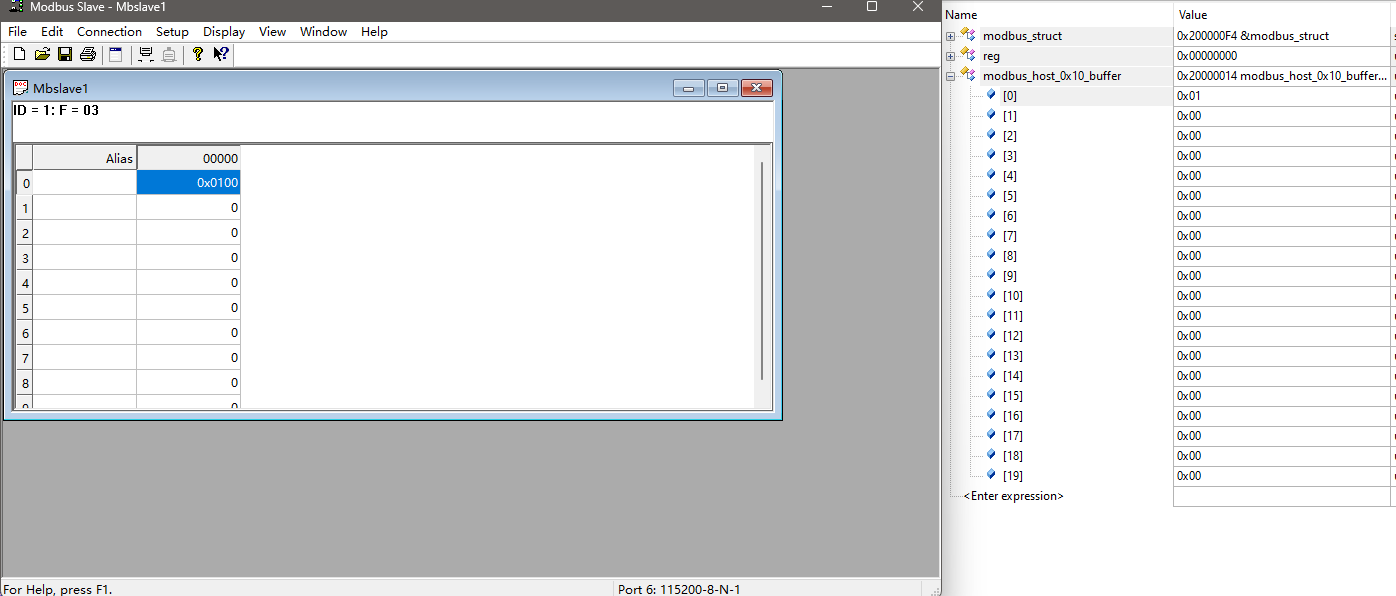 Modbus Slave - Mbslave1
File Edit Connection Setup Display View Window Help
Mbslave1
ID = 1: F = 03
Alias 00000
0 0x0100
1 0
2 0
3 0
4 0
5 0
6 0
7 0
8 0
For Help, press F1.
Port 6: 115200-8-N-1
Name Value
modbus_struct 0x200000F4 &modbus_struct
reg 0x00000000
modbus_host_0x10_buffer 0x20000014 modbus_host_0x10_buffer...
[0] 0x01
[1] 0x00
[2] 0x00
[3] 0x00
[4] 0x00
[5] 0x00
[6] 0x00
[7] 0x00
[8] 0x00
[9] 0x00
[10] 0x00
[11] 0x00
[12] 0x00
[13] 0x00
[14] 0x00
[15] 0x00
[16] 0x00
[17] 0x00
[18] 0x00
[19] 0x00
<Enter expression>